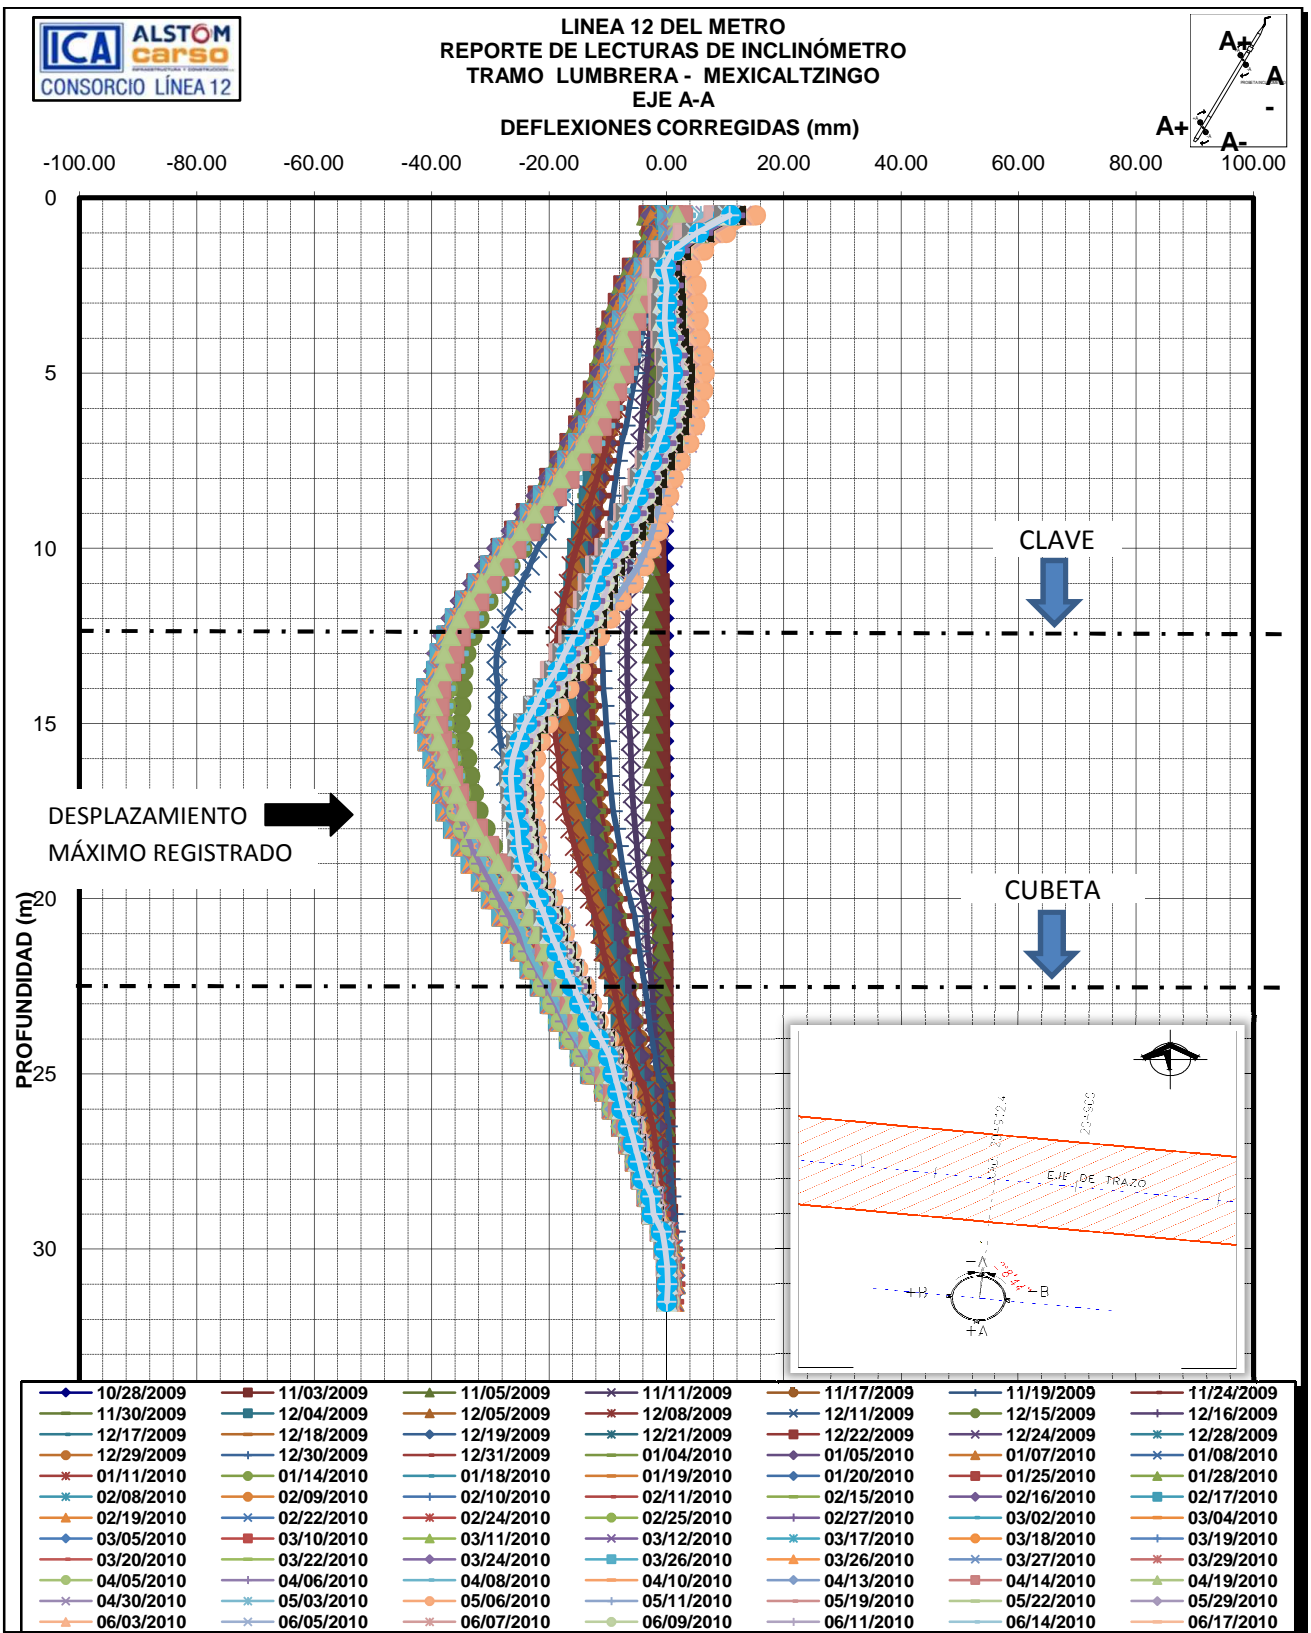 ICA ALSTOM
carso
CONSORCIO LÍNEA 12
LINEA 12 DEL METRO
REPORTE DE LECTURAS DE INCLINÓMETRO
TRAMO LUMBRERA - MEXICALTZINGO
EJE A-A
DEFLEXIONES CORREGIDAS (mm)
A+
A
-
A+
A-
-100.00 -80.00 -60.00 -40.00 -20.00 0.00 20.00 40.00 60.00 80.00 100.00
0
5
10
15
20
25
30
PROFUNDIDAD (m)
CLAVE
DESPLAZAMIENTO
MÁXIMO REGISTRADO
CUBETA
EJE DE TRAZO
-A
-B
+A
10/28/2009 11/03/2009 11/05/2009 11/11/2009 11/17/2009 11/19/2009 11/24/2009
11/30/2009 12/04/2009 12/05/2009 12/08/2009 12/11/2009 12/15/2009 12/16/2009
12/17/2009 12/18/2009 12/19/2009 12/21/2009 12/22/2009 12/24/2009 12/28/2009
12/29/2009 12/30/2009 12/31/2009 01/04/2010 01/05/2010 01/07/2010 01/08/2010
01/11/2010 01/14/2010 01/18/2010 01/19/2010 01/20/2010 01/25/2010 01/28/2010
02/08/2010 02/09/2010 02/10/2010 02/11/2010 02/15/2010 02/16/2010 02/17/2010
02/19/2010 02/22/2010 02/24/2010 02/25/2010 02/27/2010 03/02/2010 03/04/2010
03/05/2010 03/10/2010 03/11/2010 03/12/2010 03/17/2010 03/18/2010 03/19/2010
03/20/2010 03/22/2010 03/24/2010 03/26/2010 03/26/2010 03/27/2010 03/29/2010
04/05/2010 04/06/2010 04/08/2010 04/10/2010 04/13/2010 04/14/2010 04/19/2010
04/30/2010 05/03/2010 05/06/2010 05/11/2010 05/19/2010 05/22/2010 05/29/2010
06/03/2010 06/05/2010 06/07/2010 06/09/2010 06/11/2010 06/14/2010 06/17/2010